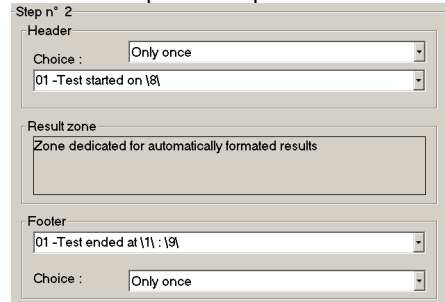 Step n° 2
Header
Choice : Only once
01 -Test started on \8\
Result zone
Zone dedicated for automatically formated results
Footer
01 -Test ended at \1\ : \9\
Choice : Only once